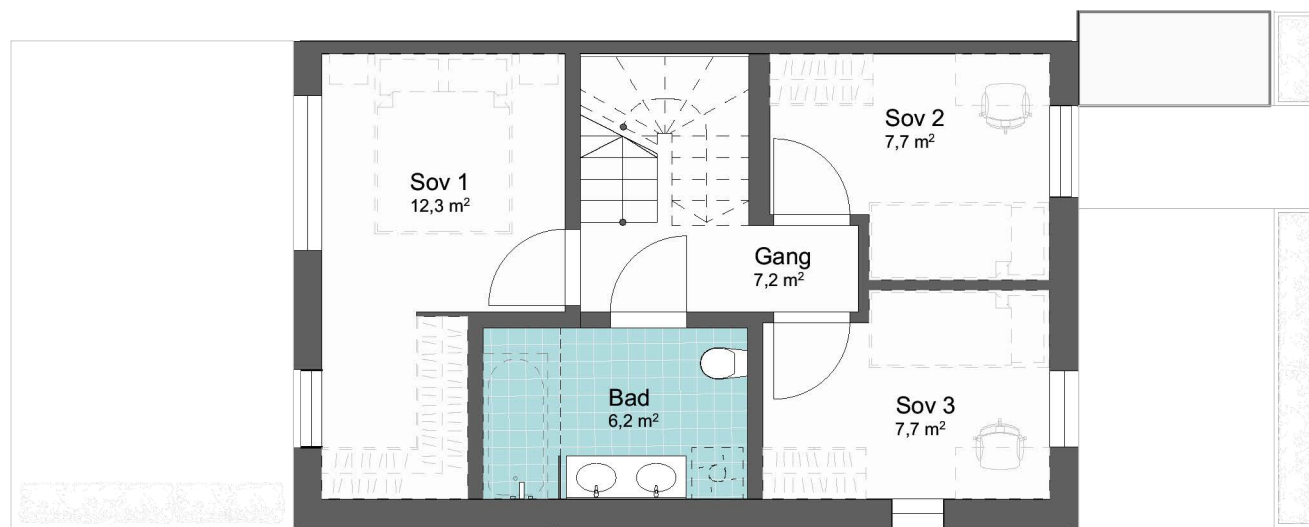 Sov 1
12,3 m²
Sov 2
7,7 m²
Gang
7,2 m²
Bad
6,2 m²
Sov 3
7,7 m²